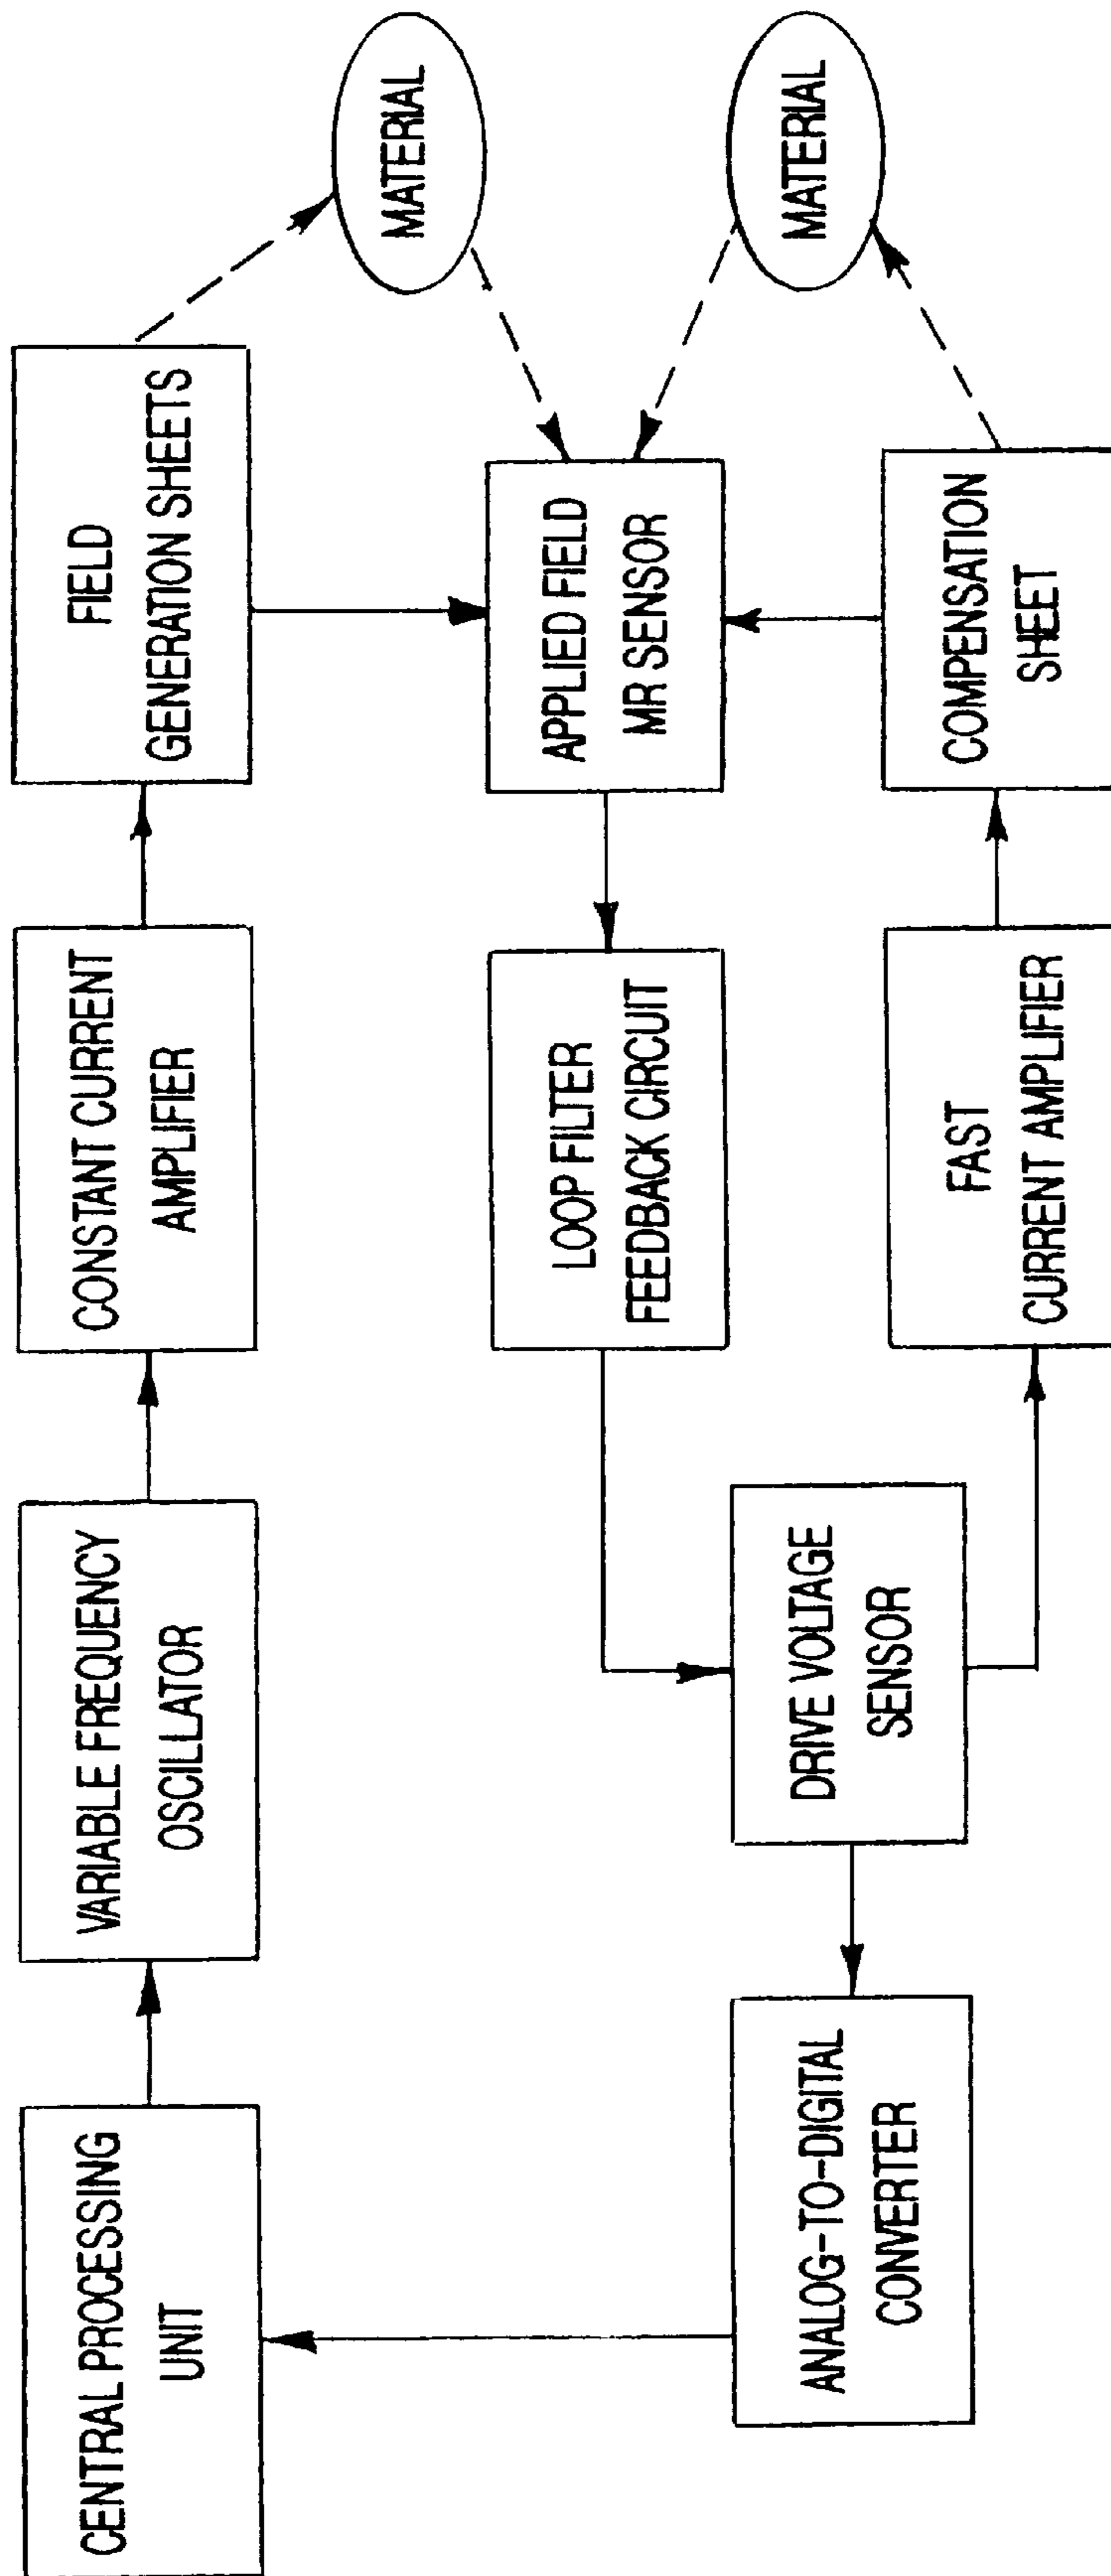 CENTRAL PROCESSING
UNIT
VARIABLE FREQUENCY
OSCILLATOR
CONSTANT CURRENT
AMPLIFIER
FIELD
GENERATION SHEETS
MATERIAL
APPLIED FIELD
MR SENSOR
LOOP FILTER
FEEDBACK CIRCUIT
DRIVE VOLTAGE
SENSOR
ANALOG-TO-DIGITAL
CONVERTER
FAST
CURRENT AMPLIFIER
COMPENSATION
SHEET
MATERIAL